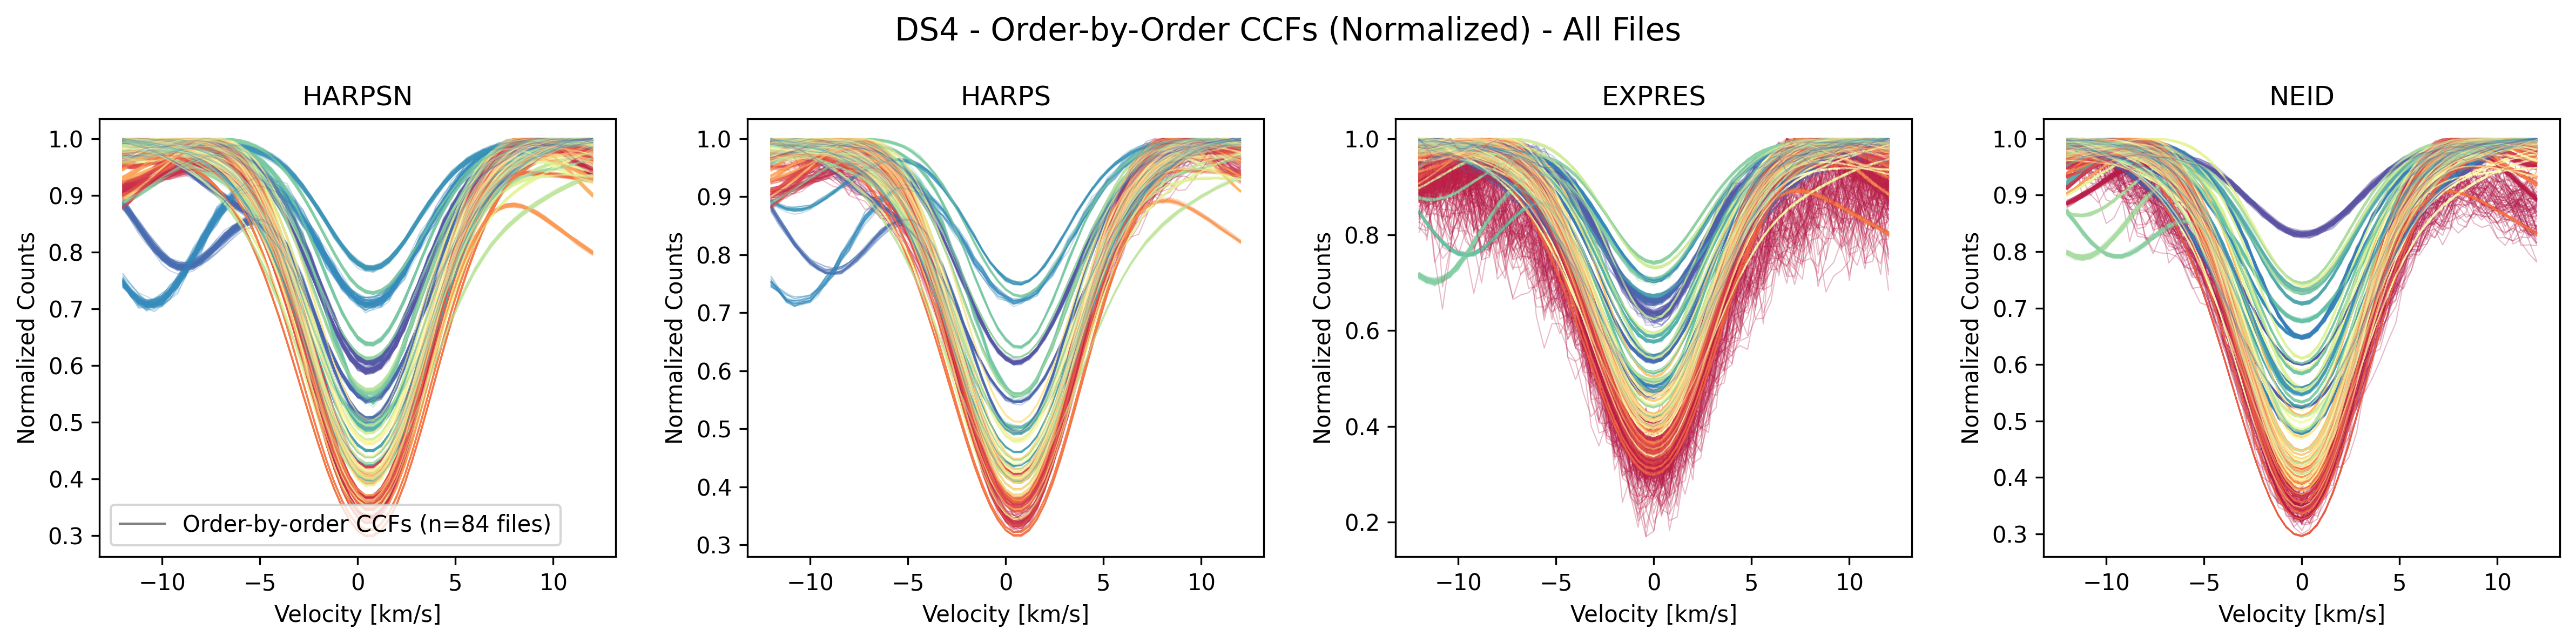 DS4 - Order-by-Order CCFs (Normalized) - All Files
HARPSN
1.0
0.9
0.8
0.7
0.6
0.5
0.4
0.3
Normalized Counts
Order-by-order CCFs (n=84 files)
−10 −5 0 5 10
Velocity [km/s]
HARPS
1.0
0.9
0.8
0.7
0.6
0.5
0.4
0.3
Normalized Counts
−10 −5 0 5 10
Velocity [km/s]
EXPRES
1.0
0.8
0.6
0.4
0.2
Normalized Counts
−10 −5 0 5 10
Velocity [km/s]
NEID
1.0
0.9
0.8
0.7
0.6
0.5
0.4
0.3
Normalized Counts
−10 −5 0 5 10
Velocity [km/s]